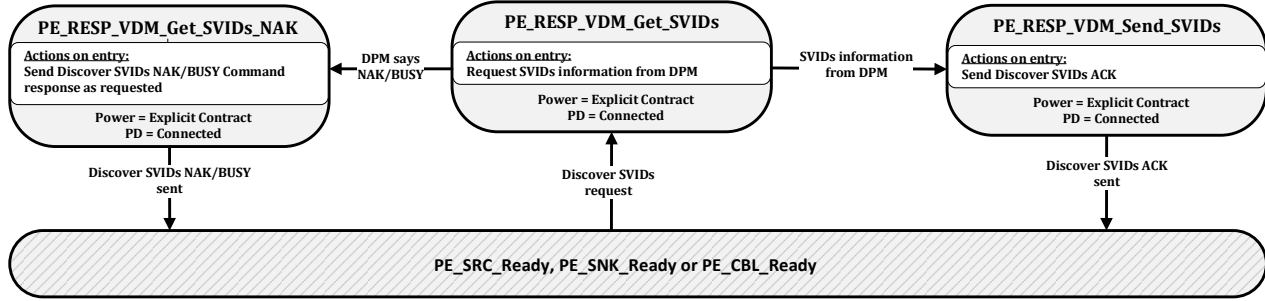 PE_RESP_VDM_Get_SVIDs_NAK
Actions on entry:
Send Discover SVIDs NAK/BUSY Command
response as requested
Power = Explicit Contract
PD = Connected
DPM says
NAK/BUSY
PE_RESP_VDM_Get_SVIDs
Actions on entry:
Request SVIDs information from DPM
Power = Explicit Contract
PD = Connected
SVIDs information
from DPM
PE_RESP_VDM_Send_SVIDs
Actions on entry:
Send Discover SVIDs ACK
Power = Explicit Contract
PD = Connected
Discover SVIDs NAK/BUSY
sent
Discover SVIDs
request
Discover SVIDs ACK
sent
PE_SRC_Ready, PE_SNK_Ready or PE_CBL_Ready